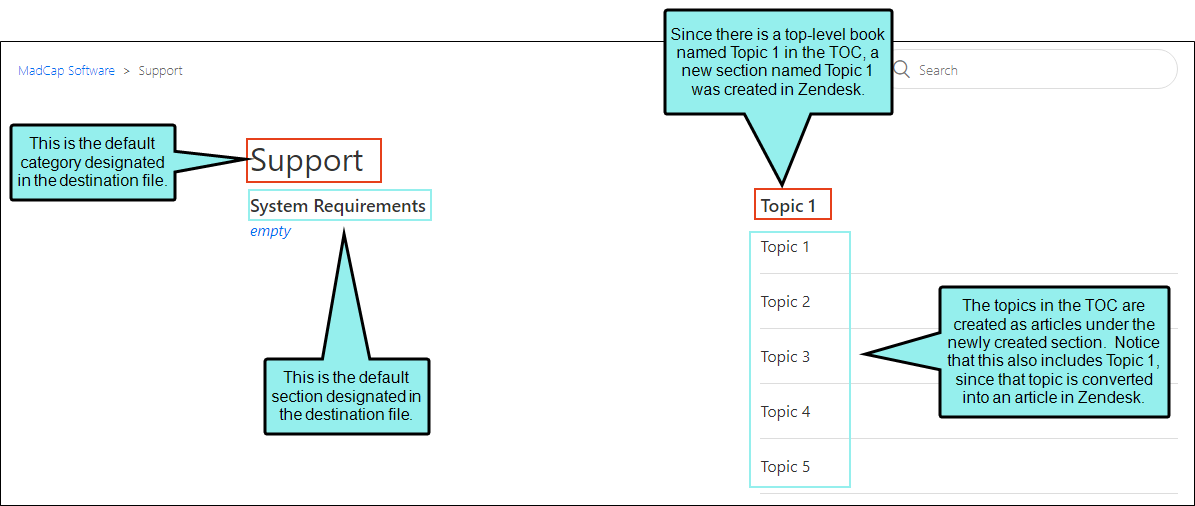 Since there is a top-level book
named Topic 1 in the TOC, a
new section named Topic 1
was created in Zendesk.
MadCap Software > Support
Search
This is the default
category designated
in the destination file.
Support
System Requirements
empty
This is the default
section designated in
the destination file.
Topic 1
Topic 1
Topic 2
Topic 3
Topic 4
Topic 5
The topics in the TOC are
created as articles under the
newly created section. Notice
that this also includes Topic 1,
since that topic is converted
into an article in Zendesk.